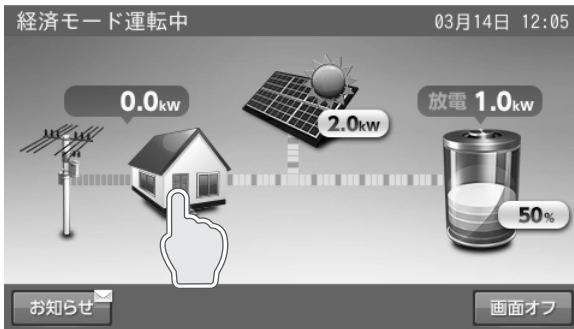 経済モード運転中
03月14日 12:05
0.0kw
2.0kw
放電 1.0kw
50%
お知らせ
画面オフ